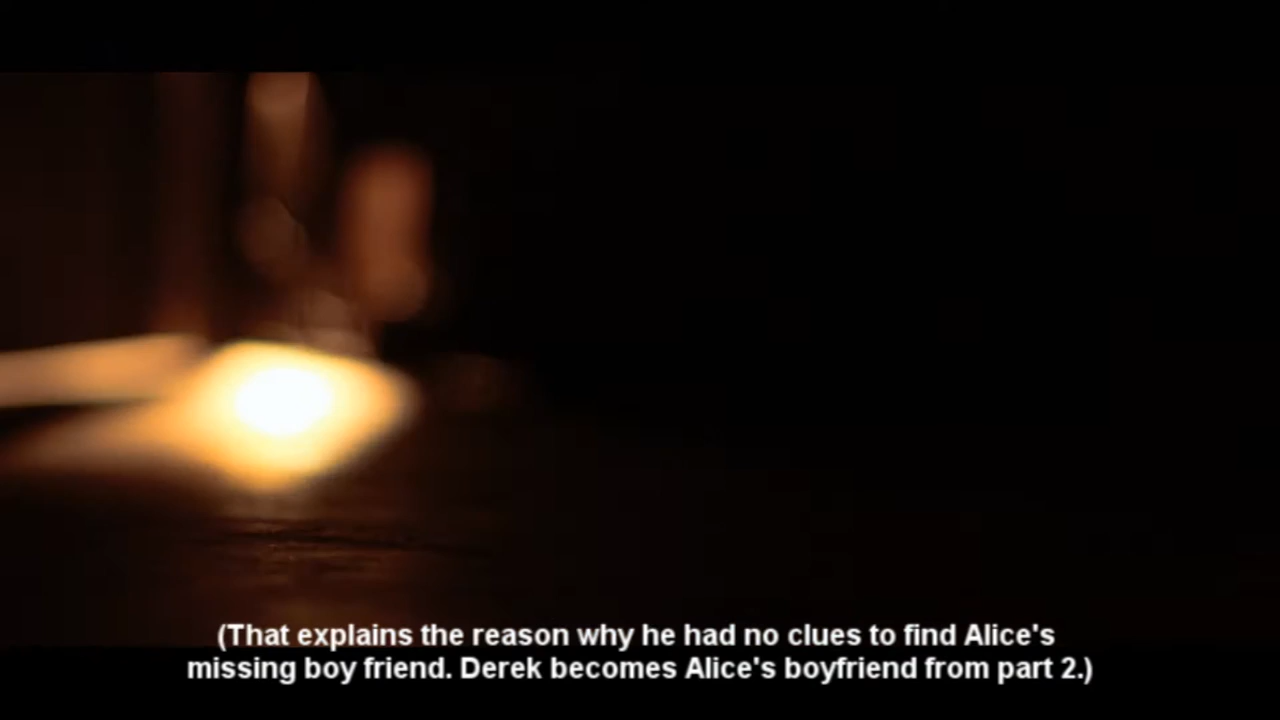 (That explains the reason why he had no clues to find Alice's
missing boy friend. Derek becomes Alice's boyfriend from part 2.)